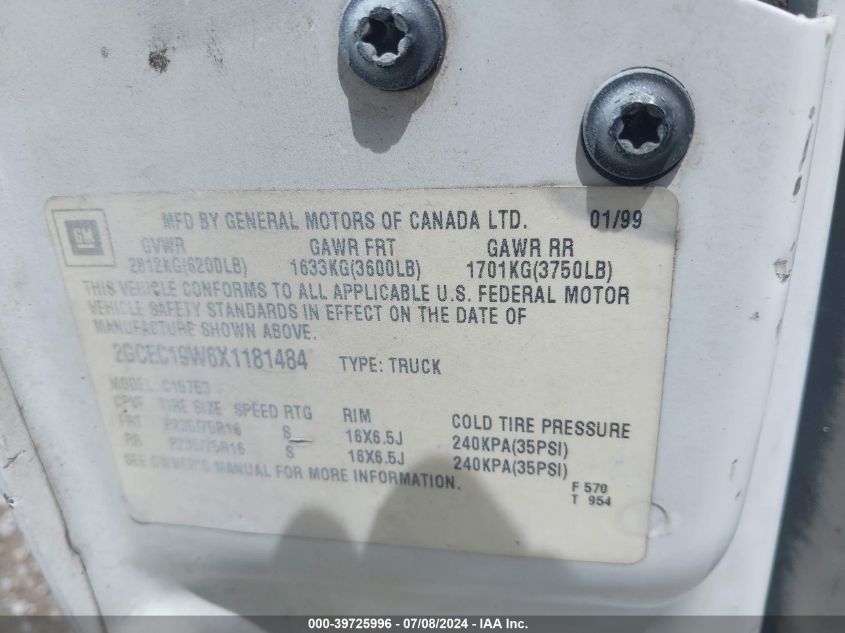 GM
MFD BY GENERAL MOTORS OF CANADA LTD. 01/99
GVWR GAWR FRT GAWR RR
2812KG(6200LB) 1633KG(3600LB) 1701KG(3750LB)
THIS VEHICLE CONFORMS TO ALL APPLICABLE U.S. FEDERAL MOTOR
VEHICLE SAFETY STANDARDS IN EFFECT ON THE DATE OF
MANUFACTURE SHOWN ABOVE.
2GCEC19W6X1181484 TYPE: TRUCK
MODEL: C15753
TIRE SIZE SPEED RTG RIM COLD TIRE PRESSURE
FRT P235/75R16 S 16X6.5J 240KPA(35PSI)
RR P235/75R16 S 16X6.5J 240KPA(35PSI)
SEE OWNER'S MANUAL FOR MORE INFORMATION.
F 570
T 954
000-39725996 - 07/08/2024 - IAA Inc.